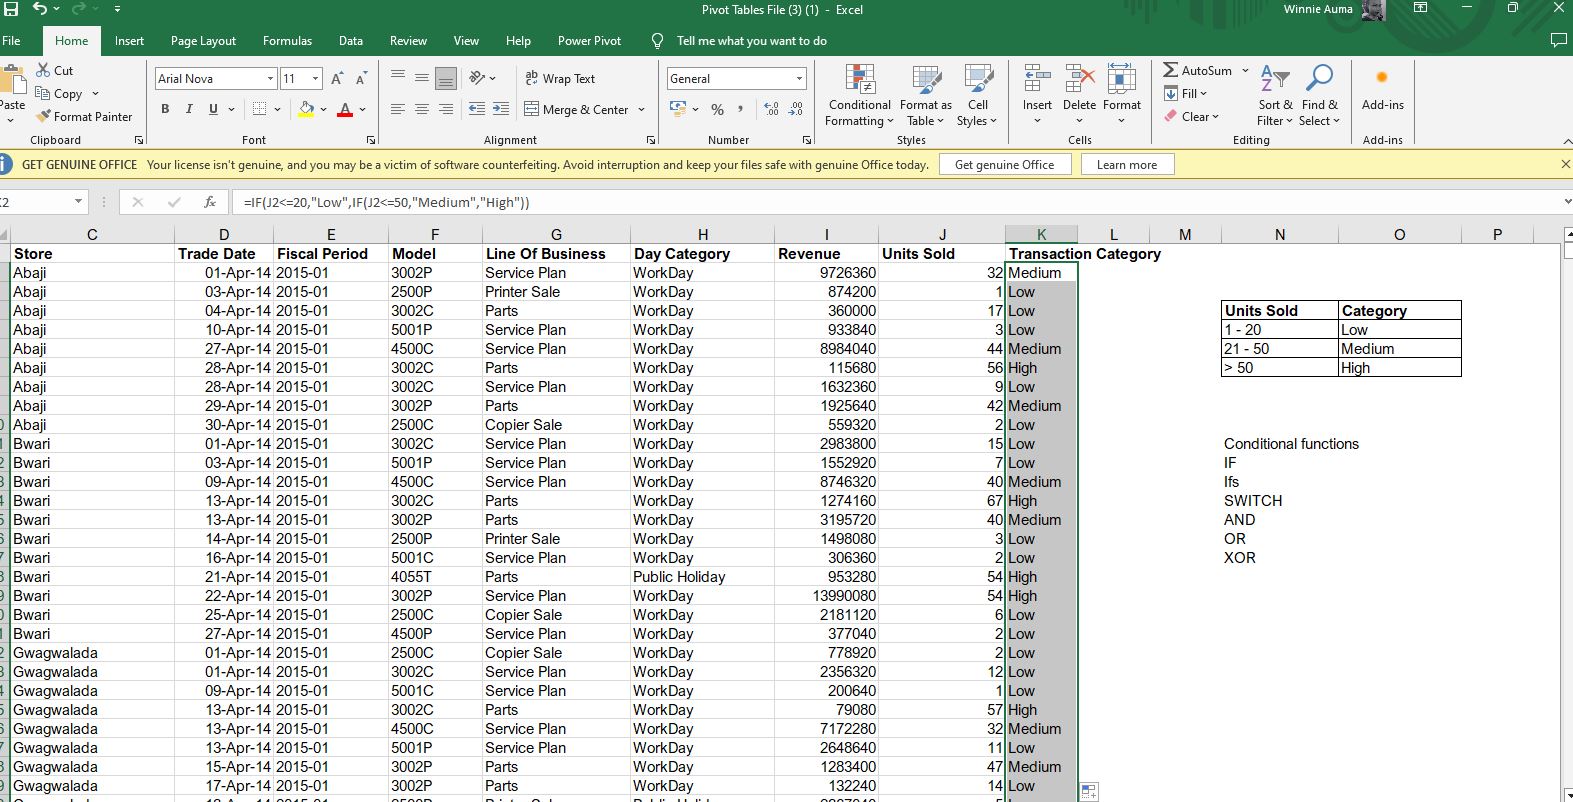 Pivot Tables File (3) (1) - Excel
Winnie Auma
File Home Insert Page Layout Formulas Data Review View Help Power Pivot Tell me what you want to do
Paste
Cut
Copy
Format Painter
Clipboard
Arial Nova 11
B I U
Font
Wrap Text
Merge & Center
Alignment
General
Number
Conditional Formatting
Format as Table
Cell Styles
Styles
Insert Delete Format
Cells
AutoSum
Fill
Clear
Sort & Filter
Find & Select
Editing
Add-ins
Add-ins
GET GENUINE OFFICE Your license isn't genuine, and you may be a victim of software counterfeiting. Avoid interruption and keep your files safe with genuine Office today. Get genuine Office Learn more
fx =IF(J2<=20,"Low",IF(J2<=50,"Medium","High"))
C D E F G H I J K L M N O P
Store Trade Date Fiscal Period Model Line Of Business Day Category Revenue Units Sold Transaction Category
Abaji 01-Apr-14 2015-01 3002P Service Plan WorkDay 9726360 32 Medium
Abaji 03-Apr-14 2015-01 2500P Printer Sale WorkDay 874200 1 Low
Abaji 04-Apr-14 2015-01 3002C Parts WorkDay 360000 17 Low
Abaji 10-Apr-14 2015-01 5001P Service Plan WorkDay 933840 3 Low
Abaji 27-Apr-14 2015-01 4500C Service Plan WorkDay 8984040 44 Medium
Abaji 28-Apr-14 2015-01 3002C Parts WorkDay 115680 56 High
Abaji 28-Apr-14 2015-01 3002C Service Plan WorkDay 1632360 9 Low
Abaji 29-Apr-14 2015-01 3002P Parts WorkDay 1925640 42 Medium
Abaji 30-Apr-14 2015-01 2500C Copier Sale WorkDay 559320 2 Low
Bwari 01-Apr-14 2015-01 3002C Service Plan WorkDay 2983800 15 Low
Bwari 03-Apr-14 2015-01 5001P Service Plan WorkDay 1552920 7 Low
Bwari 09-Apr-14 2015-01 4500C Service Plan WorkDay 8746320 40 Medium
Bwari 13-Apr-14 2015-01 3002C Parts WorkDay 1274160 67 High
Bwari 13-Apr-14 2015-01 3002P Parts WorkDay 3195720 40 Medium
Bwari 14-Apr-14 2015-01 2500P Printer Sale WorkDay 1498080 3 Low
Bwari 16-Apr-14 2015-01 5001C Service Plan WorkDay 306360 2 Low
Bwari 21-Apr-14 2015-01 4055T Parts Public Holiday 953280 54 High
Bwari 22-Apr-14 2015-01 3002P Service Plan WorkDay 13990080 54 High
Bwari 25-Apr-14 2015-01 2500C Copier Sale WorkDay 2181120 6 Low
Bwari 27-Apr-14 2015-01 4500P Service Plan WorkDay 377040 2 Low
Gwagwalada 01-Apr-14 2015-01 2500C Copier Sale WorkDay 778920 2 Low
Gwagwalada 01-Apr-14 2015-01 3002C Service Plan WorkDay 2356320 12 Low
Gwagwalada 09-Apr-14 2015-01 5001C Service Plan WorkDay 200640 1 Low
Gwagwalada 13-Apr-14 2015-01 3002C Parts WorkDay 79080 57 High
Gwagwalada 13-Apr-14 2015-01 4500C Service Plan WorkDay 7172280 32 Medium
Gwagwalada 13-Apr-14 2015-01 5001P Service Plan WorkDay 2648640 11 Low
Gwagwalada 15-Apr-14 2015-01 3002P Parts WorkDay 1283400 47 Medium
Gwagwalada 17-Apr-14 2015-01 3002P Parts WorkDay 132240 14 Low
Units Sold Category
1 - 20 Low
21 - 50 Medium
> 50 High
Conditional functions
IF
Ifs
SWITCH
AND
OR
XOR